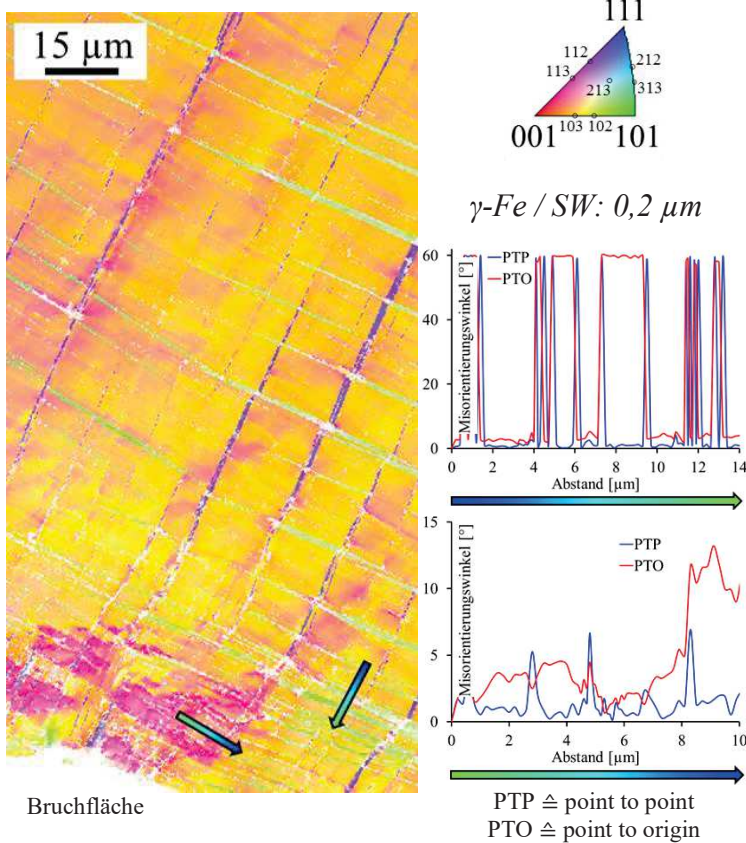 15 µm
111
112
212
113
213
313
001
103
102
101
γ-Fe / SW: 0,2 µm
60
40
20
0
Misorientierungswinkel [°]
PTP
PTO
0 2 4 6 8 10 12 14
Abstand [µm]
15
10
5
0
Misorientierungswinkel [°]
PTP
PTO
0 2 4 6 8 10
Abstand [µm]
Bruchfläche
PTP ≙ point to point
PTO ≙ point to origin